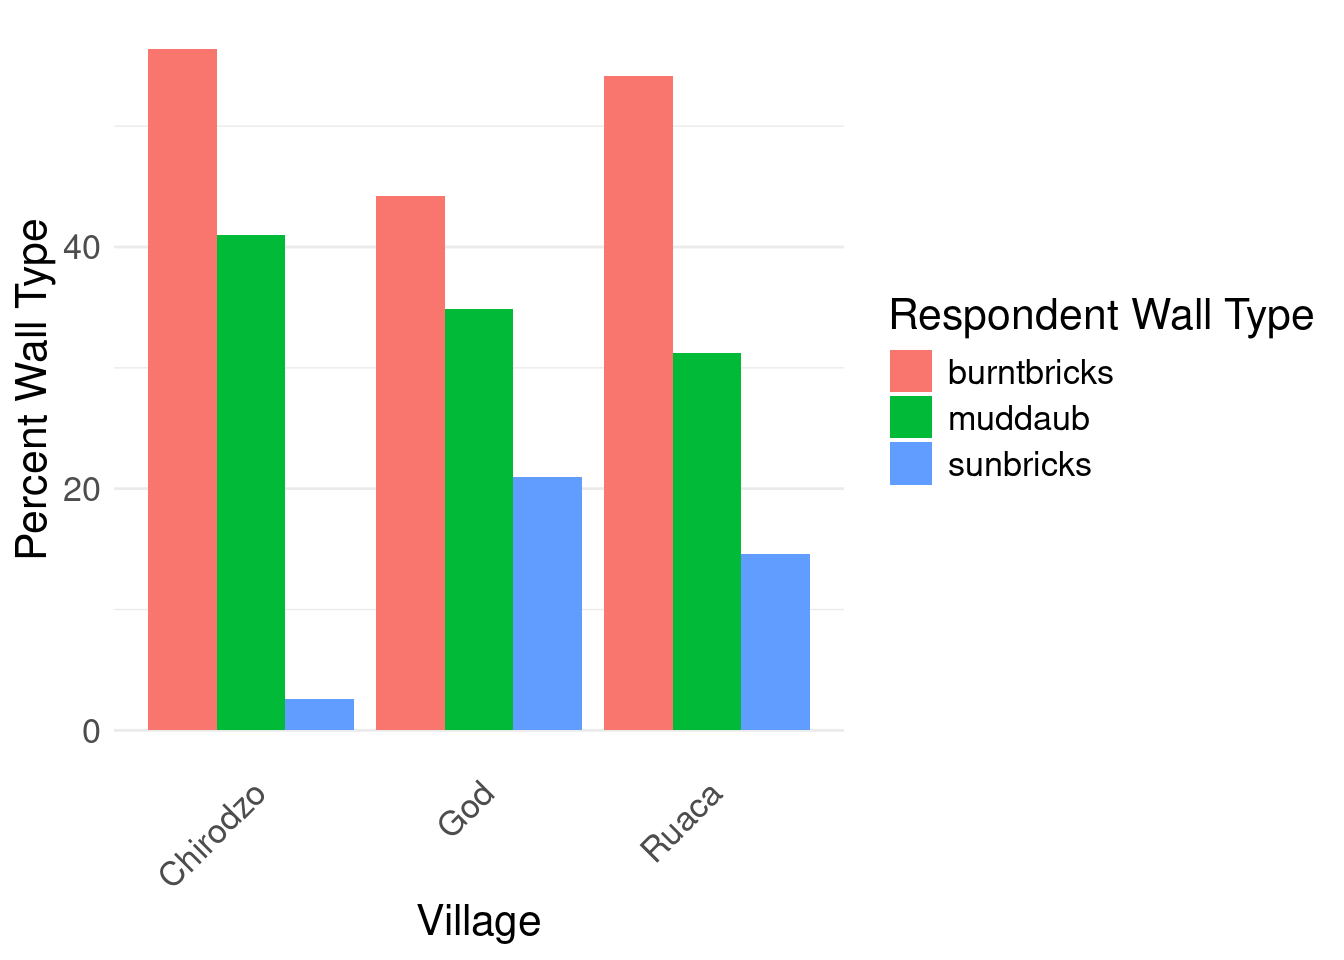 Percent Wall Type
40
20
0
Chirodzo
God
Ruaca
Village
Respondent Wall Type
burntbricks
muddaub
sunbricks